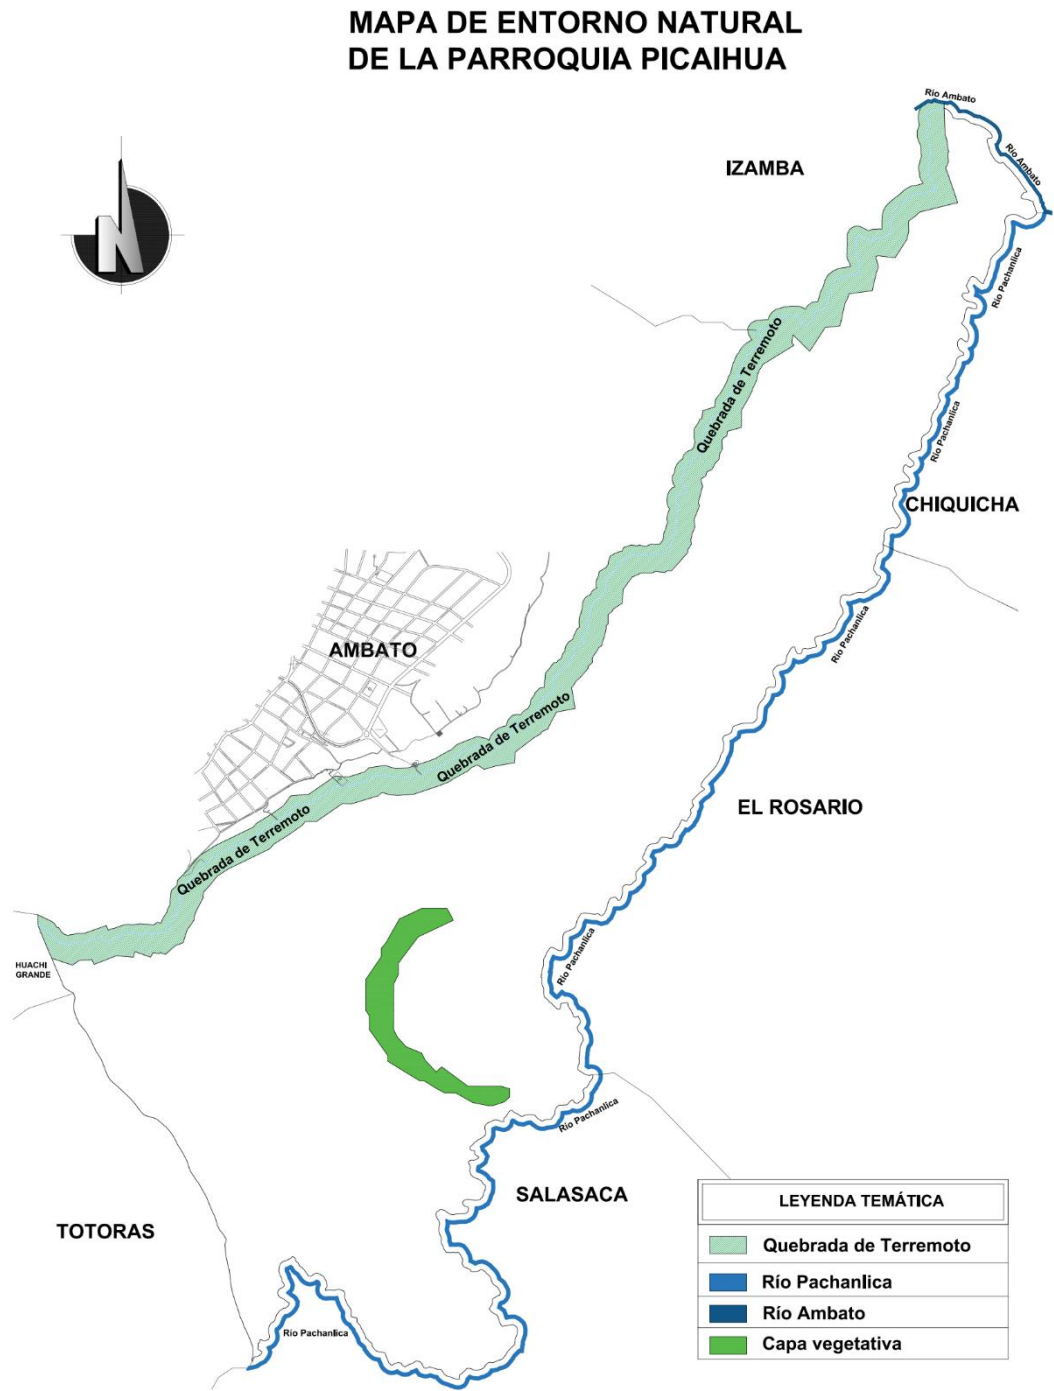 MAPA DE ENTORNO NATURAL
DE LA PARROQUIA PICAIHUA
Río Ambato
Río Ambato
IZAMBA
N
Río Pachanlica
Quebrada de Terremoto
Río Pachanlica
CHIQUICHA
Río Pachanlica
AMBATO
Quebrada de Terremoto
EL ROSARIO
Quebrada de Terremoto
Río Pachanlica
HUACHI
GRANDE
Río Pachanlica
SALASACA
TOTORAS
Río Pachanlica
LEYENDA TEMÁTICA
Quebrada de Terremoto
Río Pachanlica
Río Ambato
Capa vegetativa